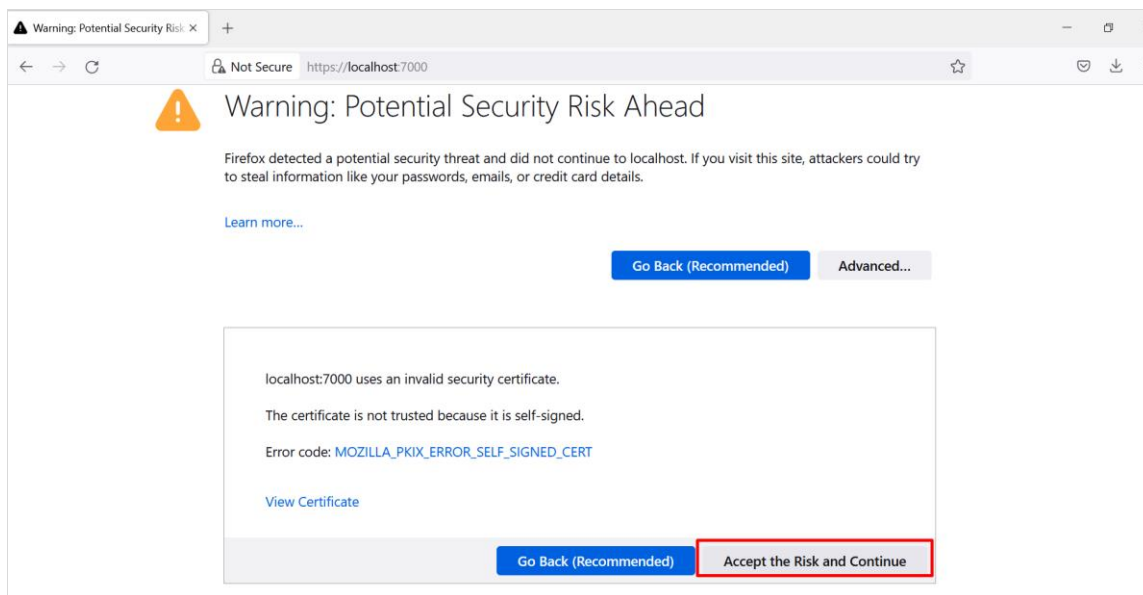 Warning: Potential Security Risk
Not Secure https://localhost:7000
Warning: Potential Security Risk Ahead
Firefox detected a potential security threat and did not continue to localhost. If you visit this site, attackers could try
to steal information like your passwords, emails, or credit card details.
Learn more...
Go Back (Recommended) Advanced...
localhost:7000 uses an invalid security certificate.
The certificate is not trusted because it is self-signed.
Error code: MOZILLA_PKIX_ERROR_SELF_SIGNED_CERT
View Certificate
Go Back (Recommended) Accept the Risk and Continue